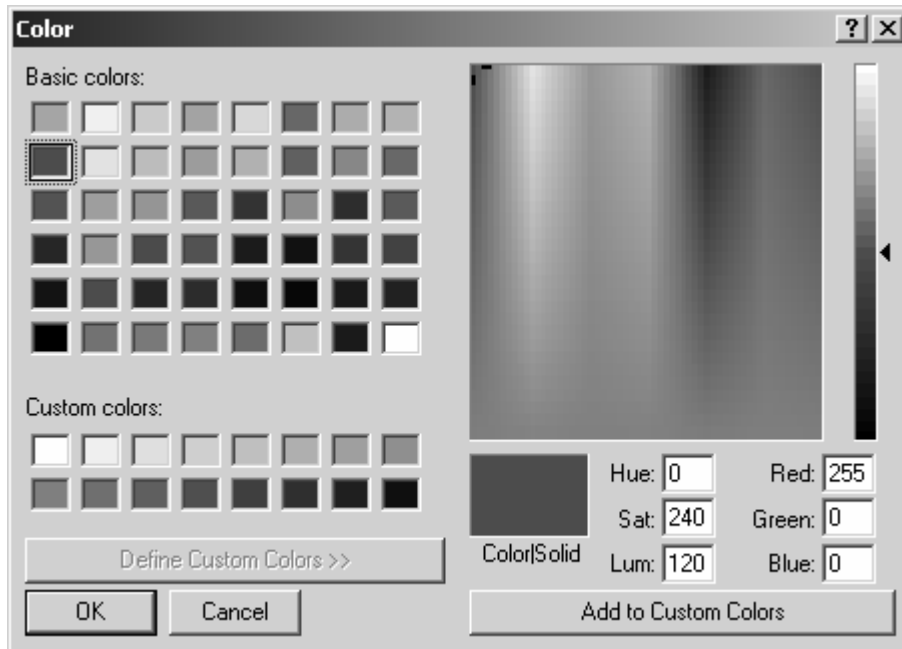 Color
Basic colors:
Custom colors:
Define Custom Colors >>
OK Cancel
Color|Solid
Hue: 0 Red: 255
Sat: 240 Green: 0
Lum: 120 Blue: 0
Add to Custom Colors